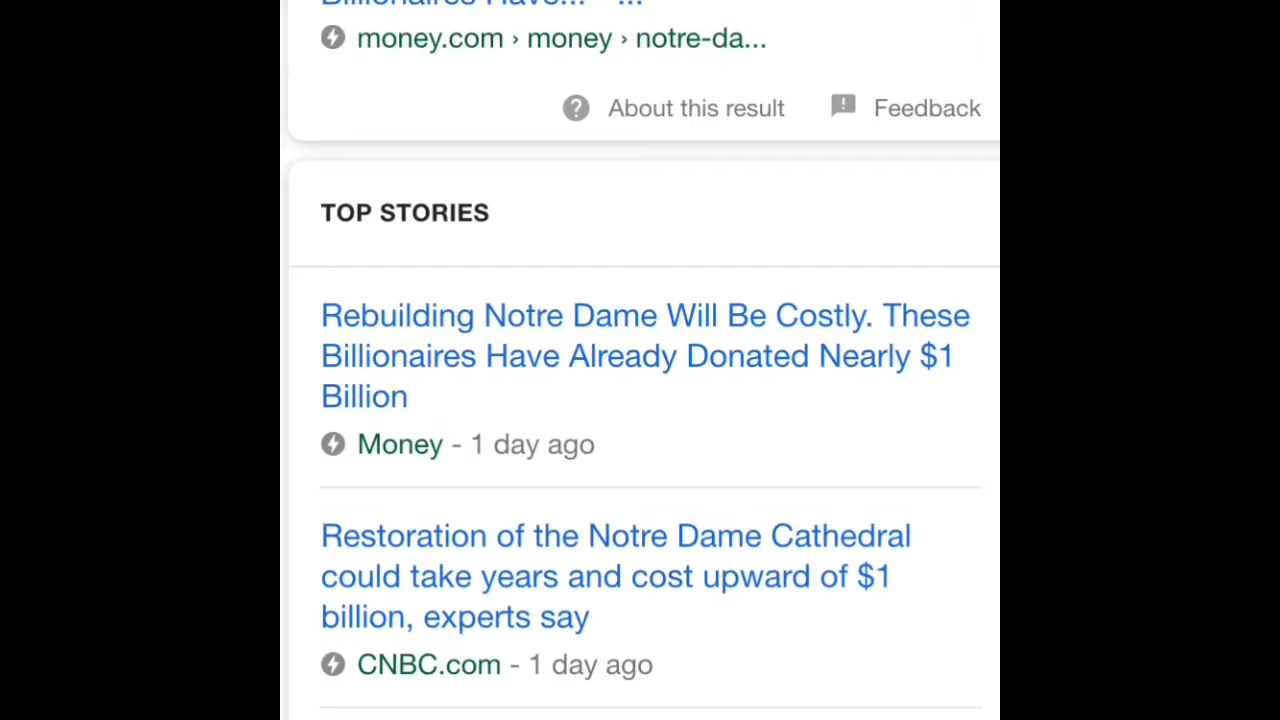 Billionaires Have... - ...
money.com › money › notre-da...
About this result Feedback
TOP STORIES
Rebuilding Notre Dame Will Be Costly. These
Billionaires Have Already Donated Nearly $1
Billion
Money - 1 day ago
Restoration of the Notre Dame Cathedral
could take years and cost upward of $1
billion, experts say
CNBC.com - 1 day ago